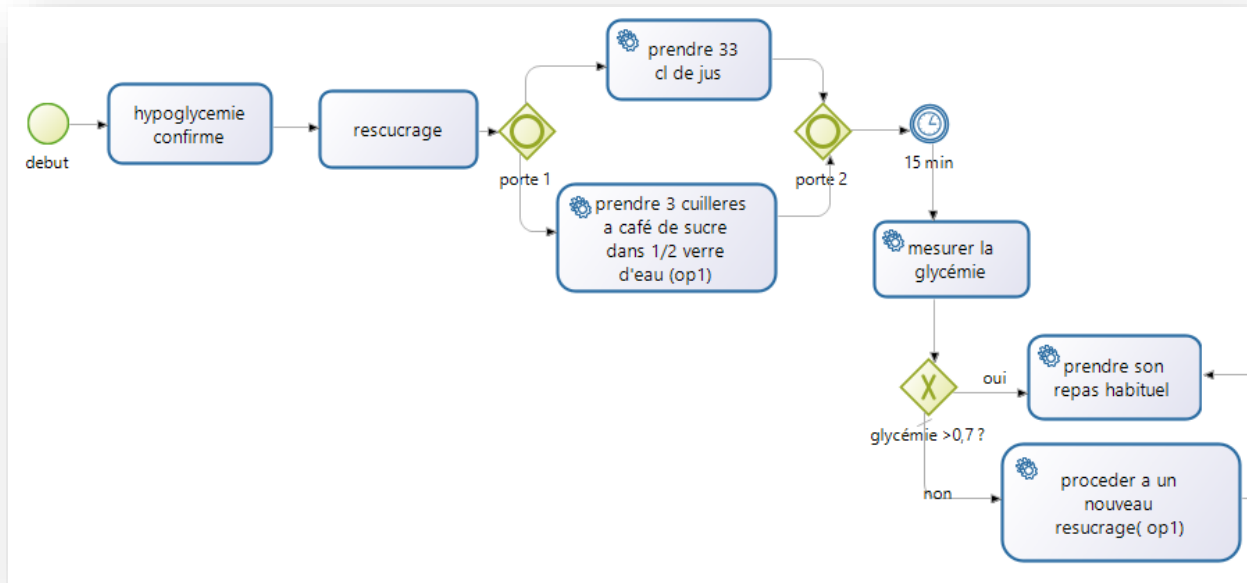 debut
hypoglycemie
confirme
rescucrage
porte 1
prendre 33
cl de jus
prendre 3 cuilleres
a café de sucre
dans 1/2 verre
d'eau (op1)
porte 2
15 min
mesurer la
glycémie
glycémie >0,7 ?
oui
prendre son
repas habituel
non
proceder a un
nouveau
resucrage( op1)